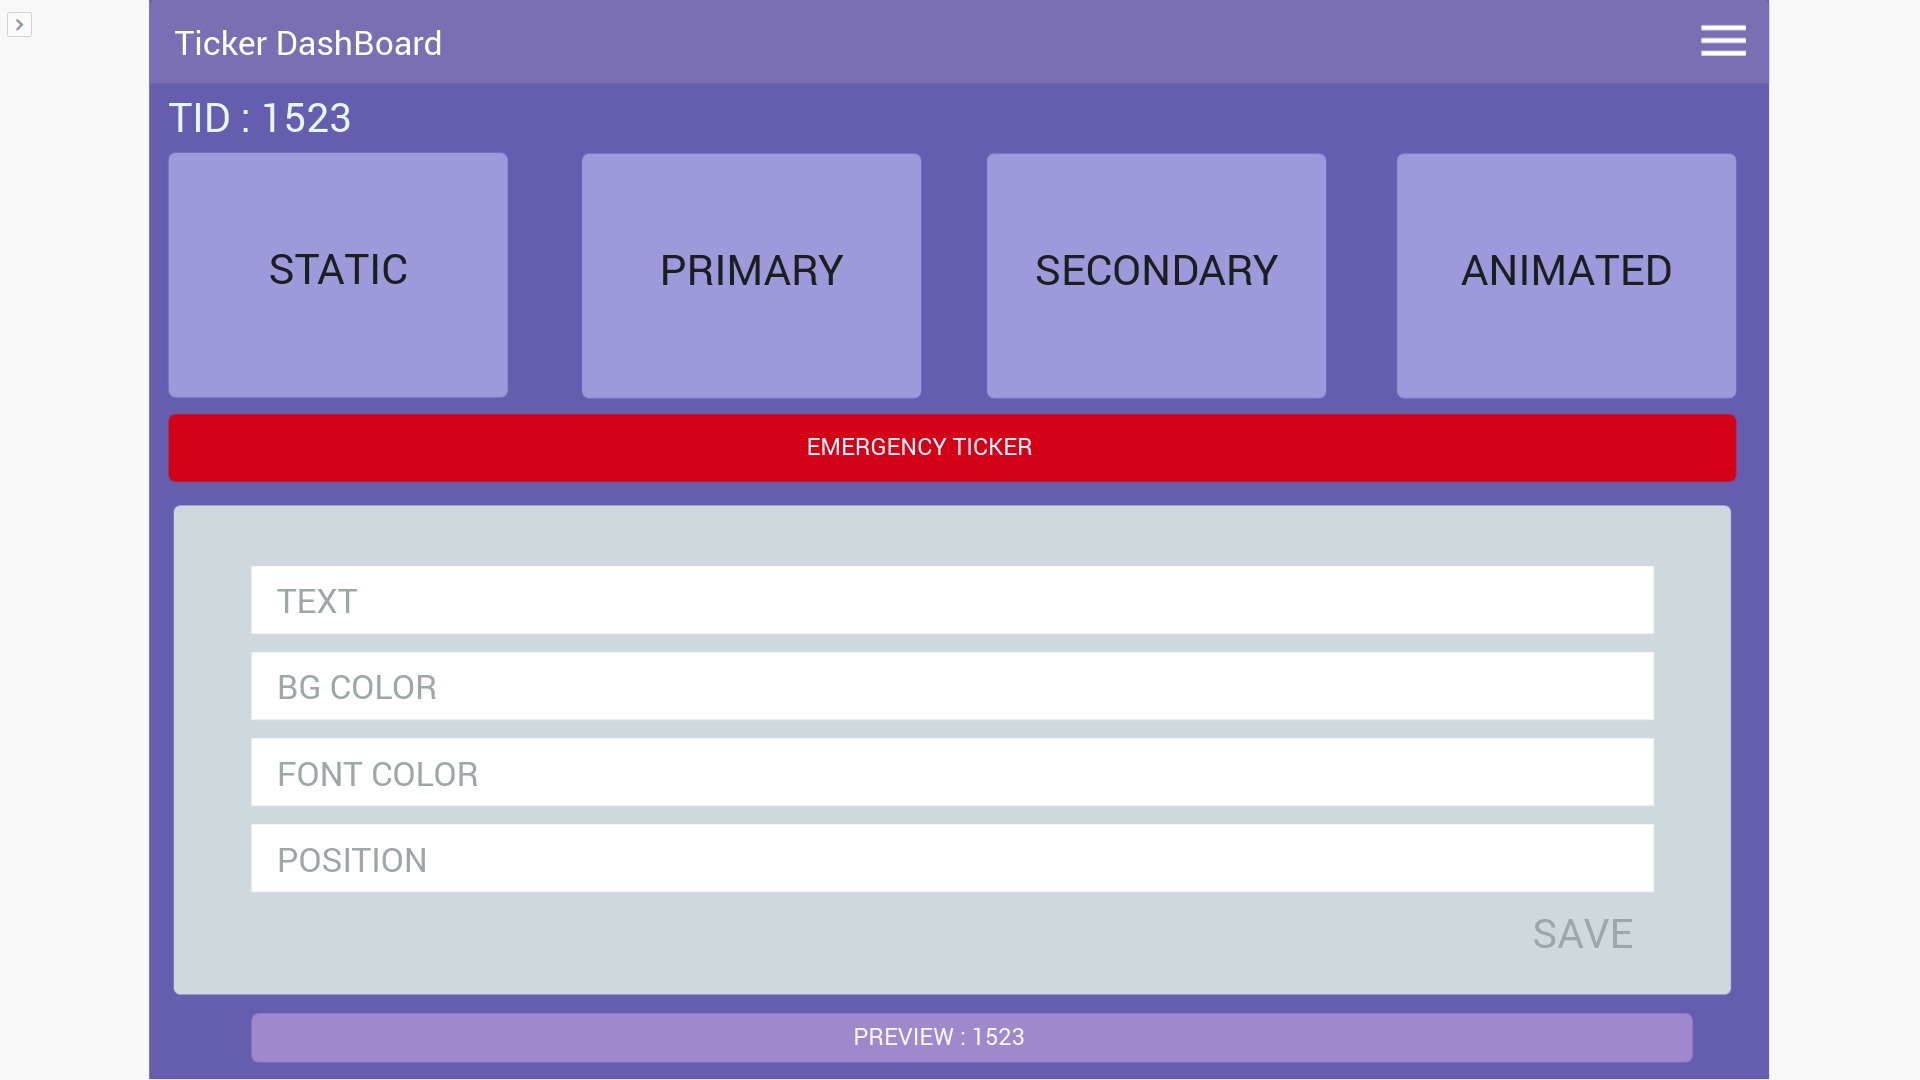 Ticker DashBoard
TID : 1523
STATIC
PRIMARY
SECONDARY
ANIMATED
EMERGENCY TICKER
TEXT
BG COLOR
FONT COLOR
POSITION
SAVE
PREVIEW : 1523